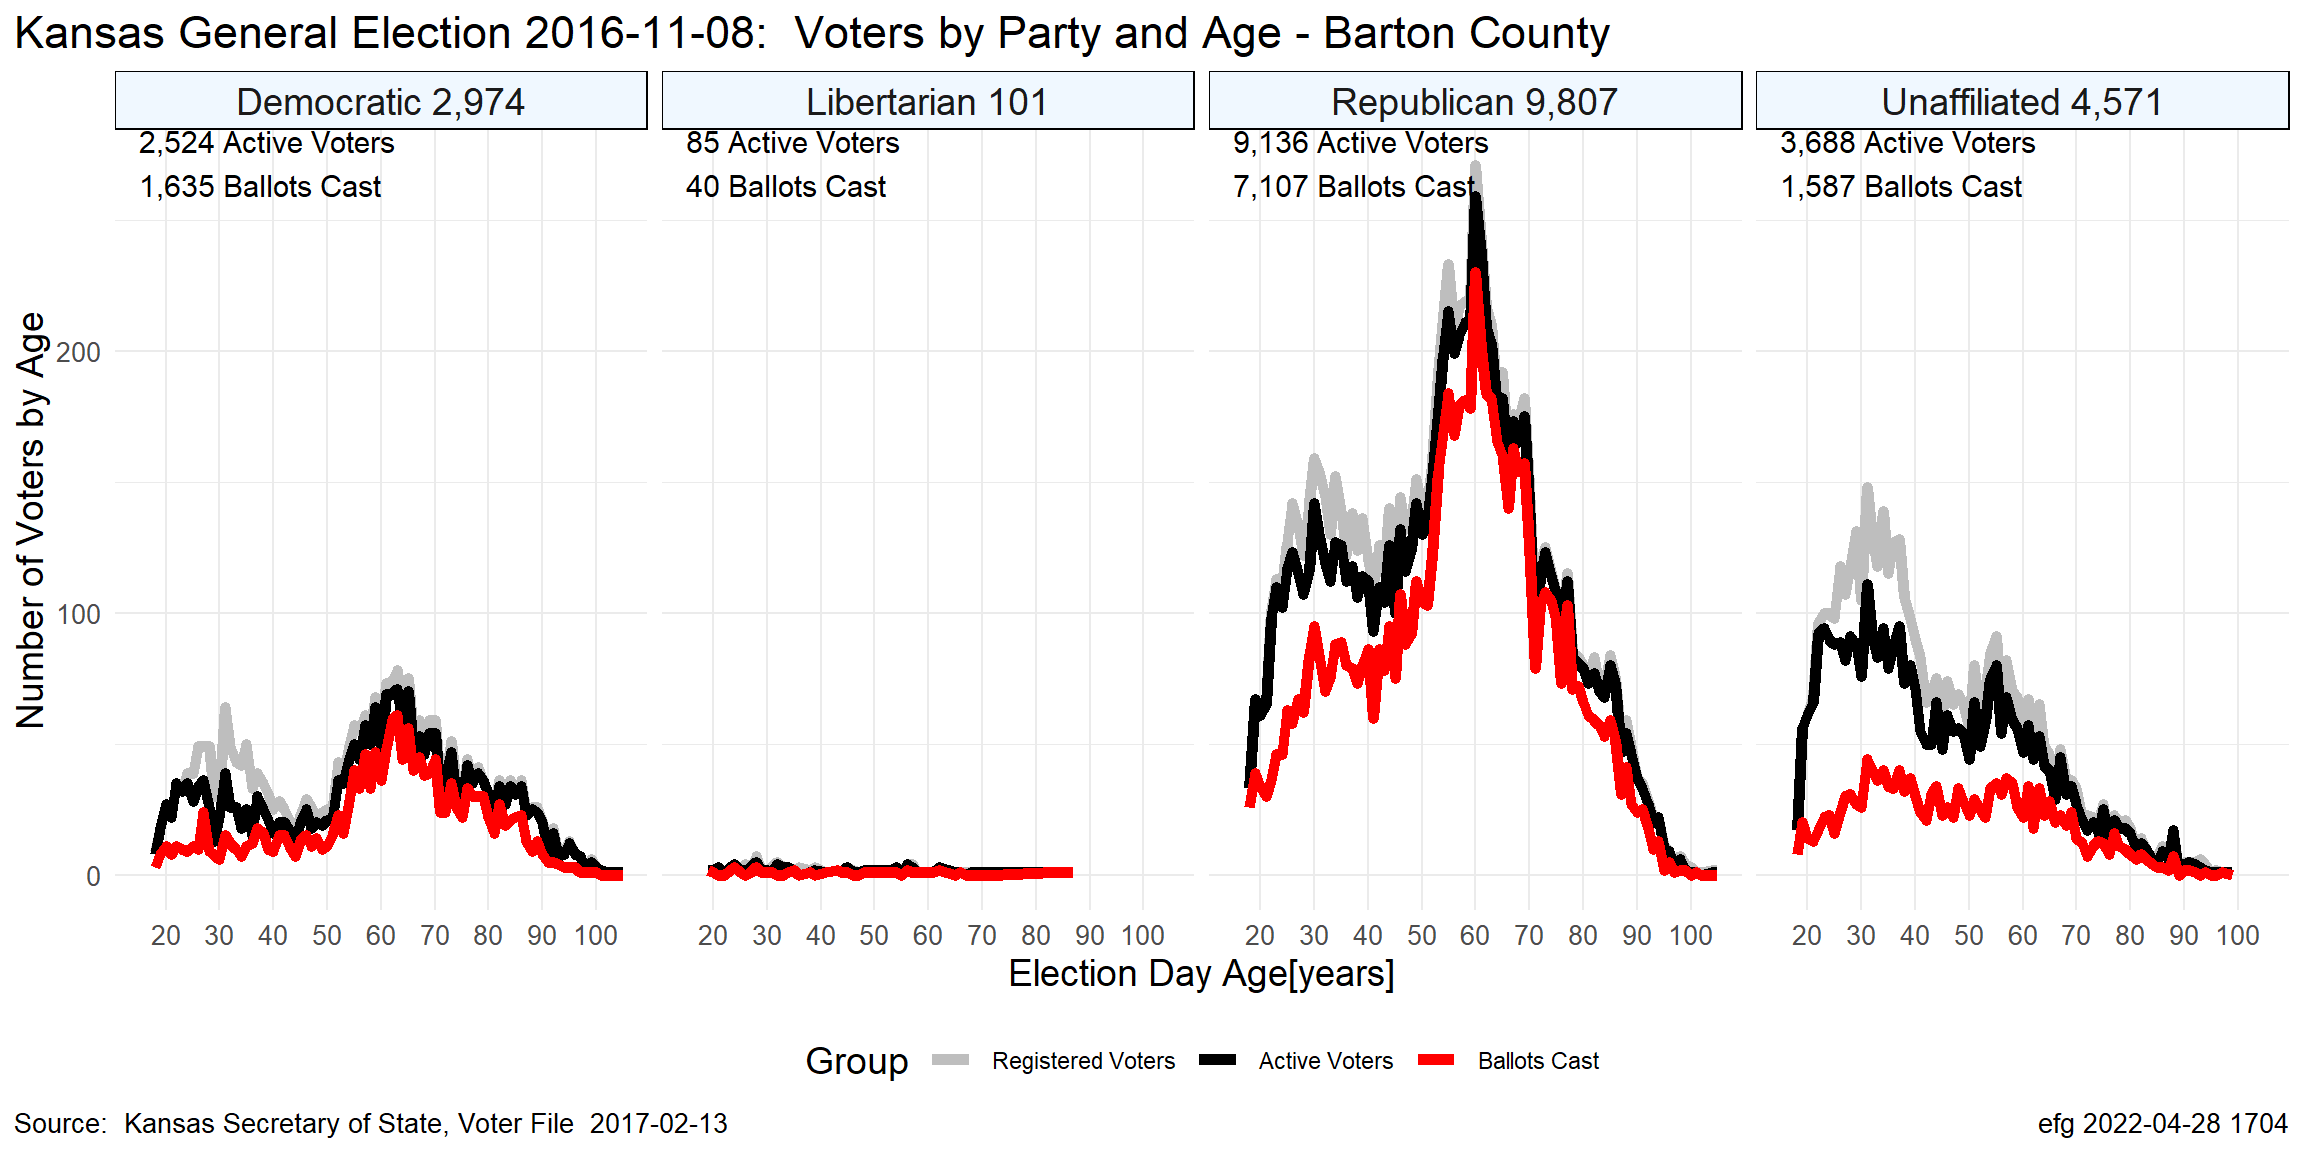 Kansas General Election 2016-11-08:  Voters by Party and Age - Barton County
Democratic 2,974
Libertarian 101
Republican 9,807
Unaffiliated 4,571
2,524 Active Voters
1,635 Ballots Cast
85 Active Voters
40 Ballots Cast
9,136 Active Voters
7,107 Ballots Cast
3,688 Active Voters
1,587 Ballots Cast
Number of Voters by Age
200
100
0
20 30 40 50 60 70 80 90 100
20 30 40 50 60 70 80 90 100
20 30 40 50 60 70 80 90 100
20 30 40 50 60 70 80 90 100
Election Day Age[years]
Group Registered Voters Active Voters Ballots Cast
Source:  Kansas Secretary of State, Voter File  2017-02-13
efg 2022-04-28 1704